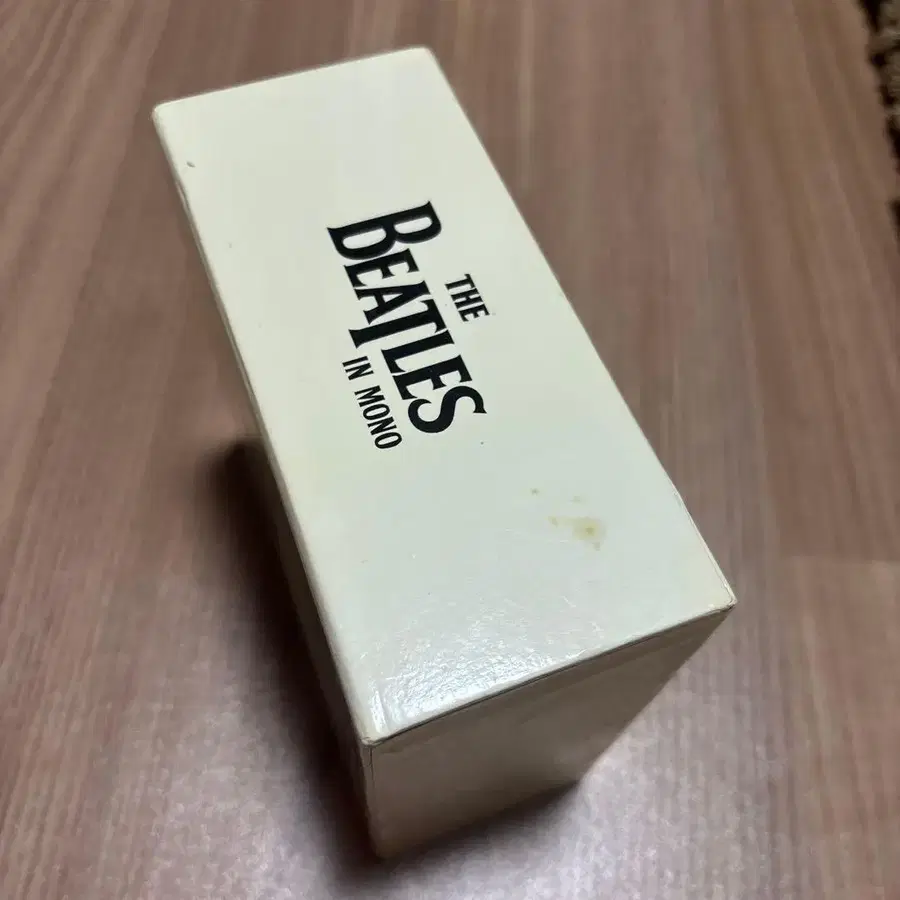 THE
BEATLES
IN MONO